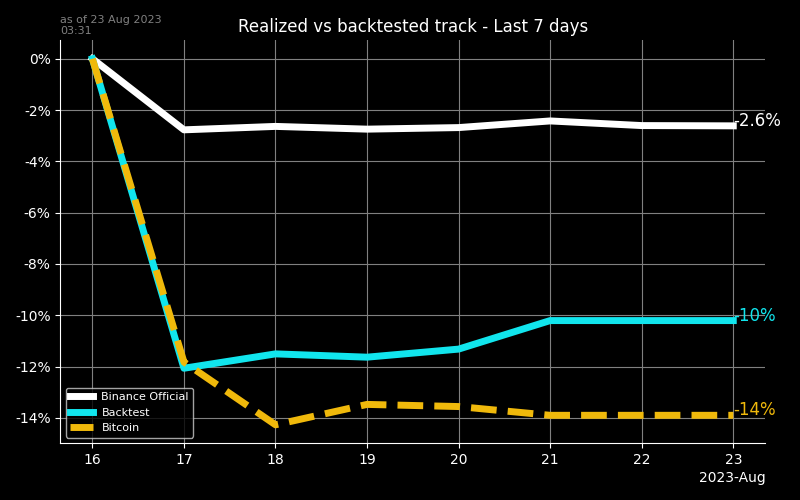 as of 23 Aug 2023
03:31
Realized vs backtested track - Last 7 days
0%
-2%
-4%
-6%
-8%
-10%
-12%
-14%
-2.6%
-10%
-14%
Binance Official
Backtest
Bitcoin
16 17 18 19 20 21 22 23
2023-Aug